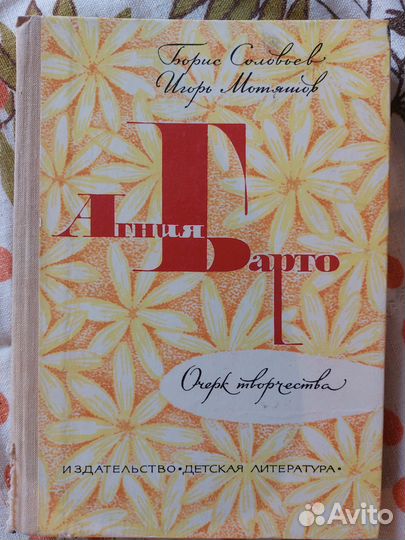 Борис Соловьев
Игорь Мотяшов
Агния
Барто
Очерк творчества
ИЗДАТЕЛЬСТВО • ДЕТСКАЯ ЛИТЕРАТУРА •
Avito